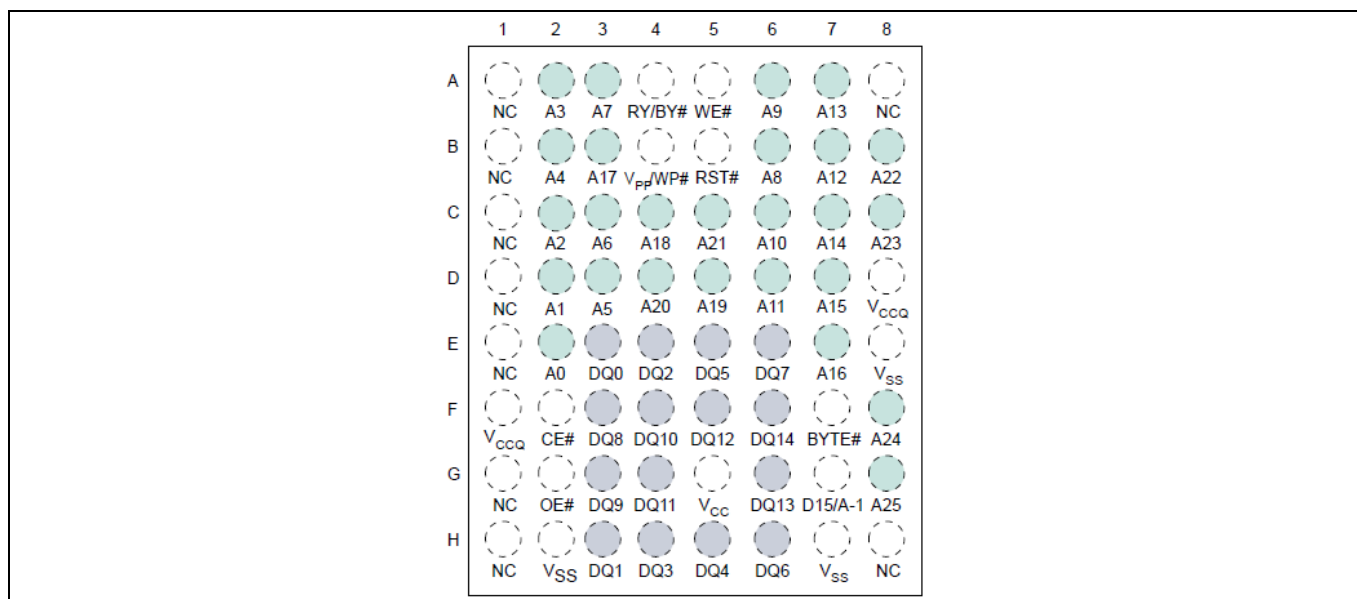 1 2 3 4 5 6 7 8
A
NC A3 A7 RY/BY# WE# A9 A13 NC
B
NC A4 A17 VPP/WP# RST# A8 A12 A22
C
NC A2 A6 A18 A21 A10 A14 A23
D
NC A1 A5 A20 A19 A11 A15 VCCQ
E
NC A0 DQ0 DQ2 DQ5 DQ7 A16 VSS
F
VCCQ CE# DQ8 DQ10 DQ12 DQ14 BYTE# A24
G
NC OE# DQ9 DQ11 VCC DQ13 D15/A-1 A25
H
NC VSS DQ1 DQ3 DQ4 DQ6 VSS NC